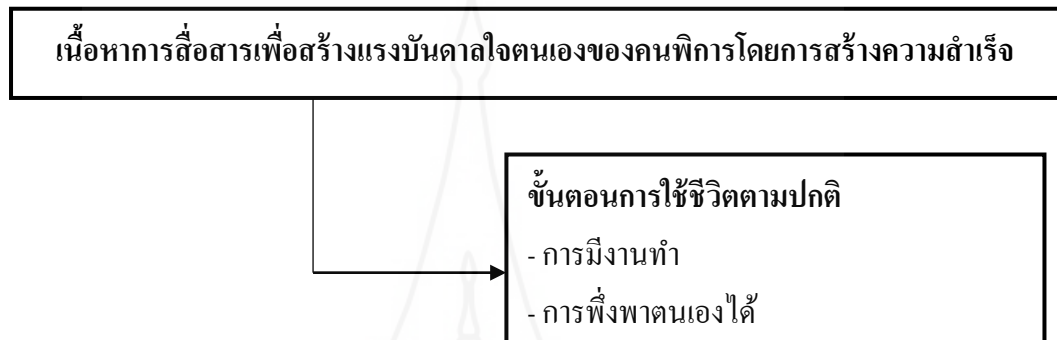 เนื้อหาการสื่อสารเพื่อสร้างแรงบันดาลใจตนเองของคนพิการโดยการสร้างความสำเร็จ
ขั้นตอนการใช้ชีวิตตามปกติ
- การมีงานทำ
- การพึ่งพาตนเองได้